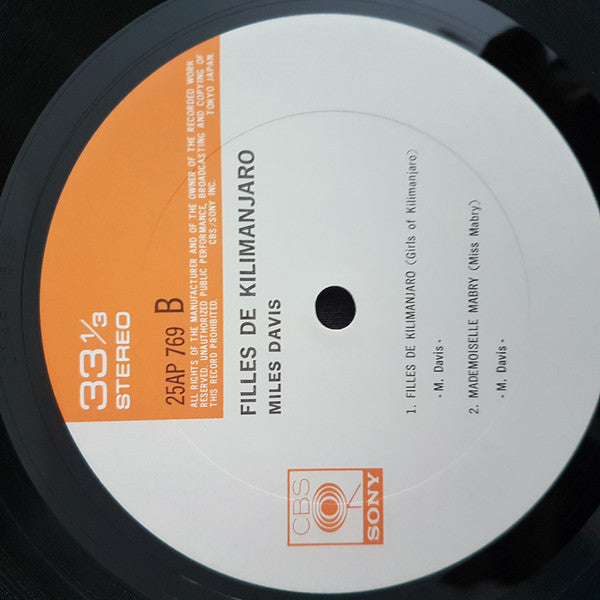 33 1/3
STEREO
25AP 769 B
ALL RIGHTS OF THE MANUFACTURER AND OF THE OWNER OF THE RECORDED WORK
RESERVED. UNAUTHORIZED PUBLIC PERFORMANCE, BROADCASTING AND COPYING OF
THIS RECORD PROHIBITED. CBS/SONY INC. TOKYO JAPAN
FILLES DE KILIMANJARO
MILES DAVIS
CBS
SONY
1. FILLES DE KILIMANJARO (Girls of Kilimanjaro)
• M. Davis •
2. MADEMOISELLE MABRY (Miss Mabry)
• M. Davis •